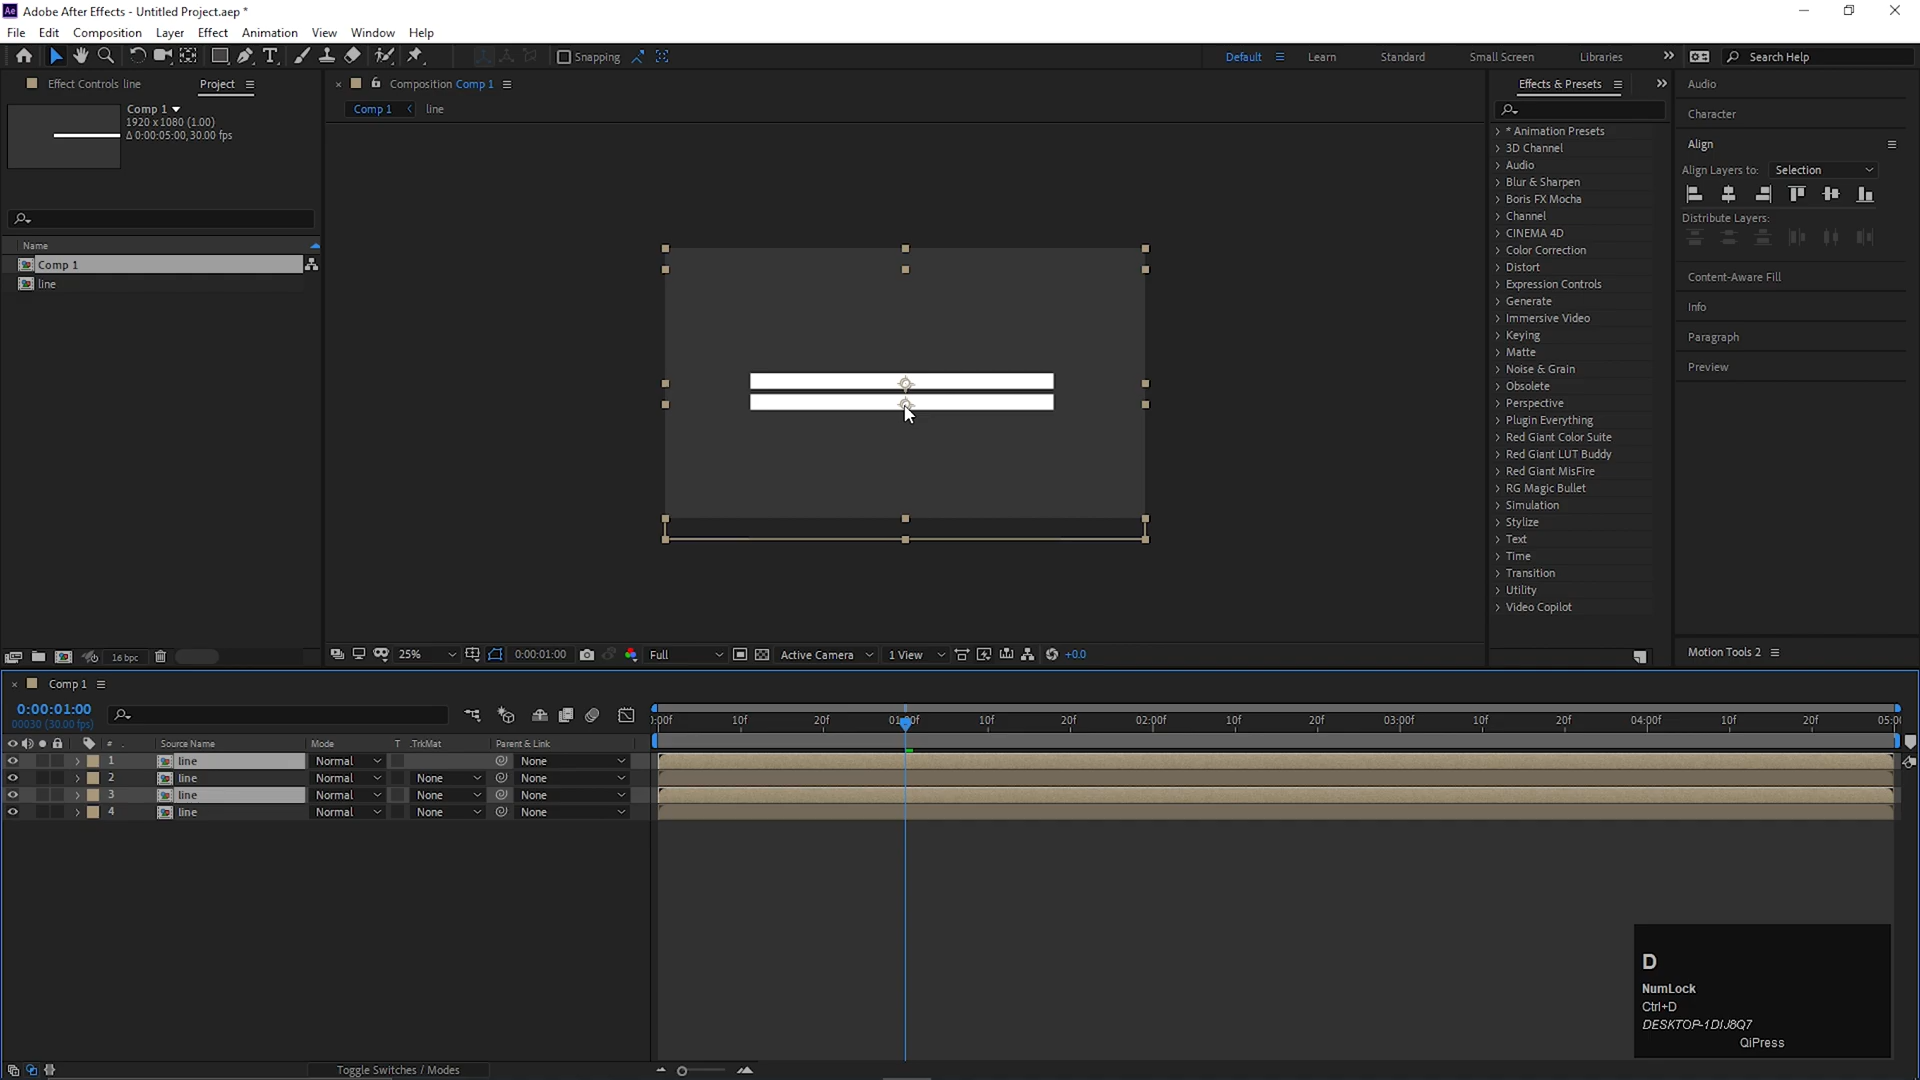 Ae Adobe After Effects - Untitled Project.aep *
File Edit Composition Layer Effect Animation View Window Help
Snapping Default Learn Standard Small Screen Libraries Search Help
Effect Controls line Project
Comp 1
1920 x 1080 (1.00)
Δ 0:00:05:00, 30.00 fps
Name
Comp 1
line
16 bpc
Composition Comp 1
Comp 1 line
25% 0:00:01:00 Full Active Camera 1 View +0.0
Effects & Presets
* Animation Presets
3D Channel
Audio
Blur & Sharpen
Boris FX Mocha
Channel
CINEMA 4D
Color Correction
Distort
Expression Controls
Generate
Immersive Video
Keying
Matte
Noise & Grain
Obsolete
Perspective
Plugin Everything
Red Giant Color Suite
Red Giant LUT Buddy
Red Giant MisFire
RG Magic Bullet
Simulation
Stylize
Text
Time
Transition
Utility
Video Copilot
Audio
Character
Align
Align Layers to: Selection
Distribute Layers:
Content-Aware Fill
Info
Paragraph
Preview
Motion Tools 2
Comp 1
0:00:01:00
00030 (30.00 fps)
):00f 10f 20f 01:00f 10f 20f 02:00f 10f 20f 03:00f 10f 20f 04:00f 10f 20f 05:0
# Source Name Mode T .TrkMat Parent & Link
1 line Normal None
2 line Normal None None
3 line Normal None None
4 line Normal None None
Toggle Switches / Modes
D
NumLock
Ctrl+D
DESKTOP-1DIJ8Q7
QiPress